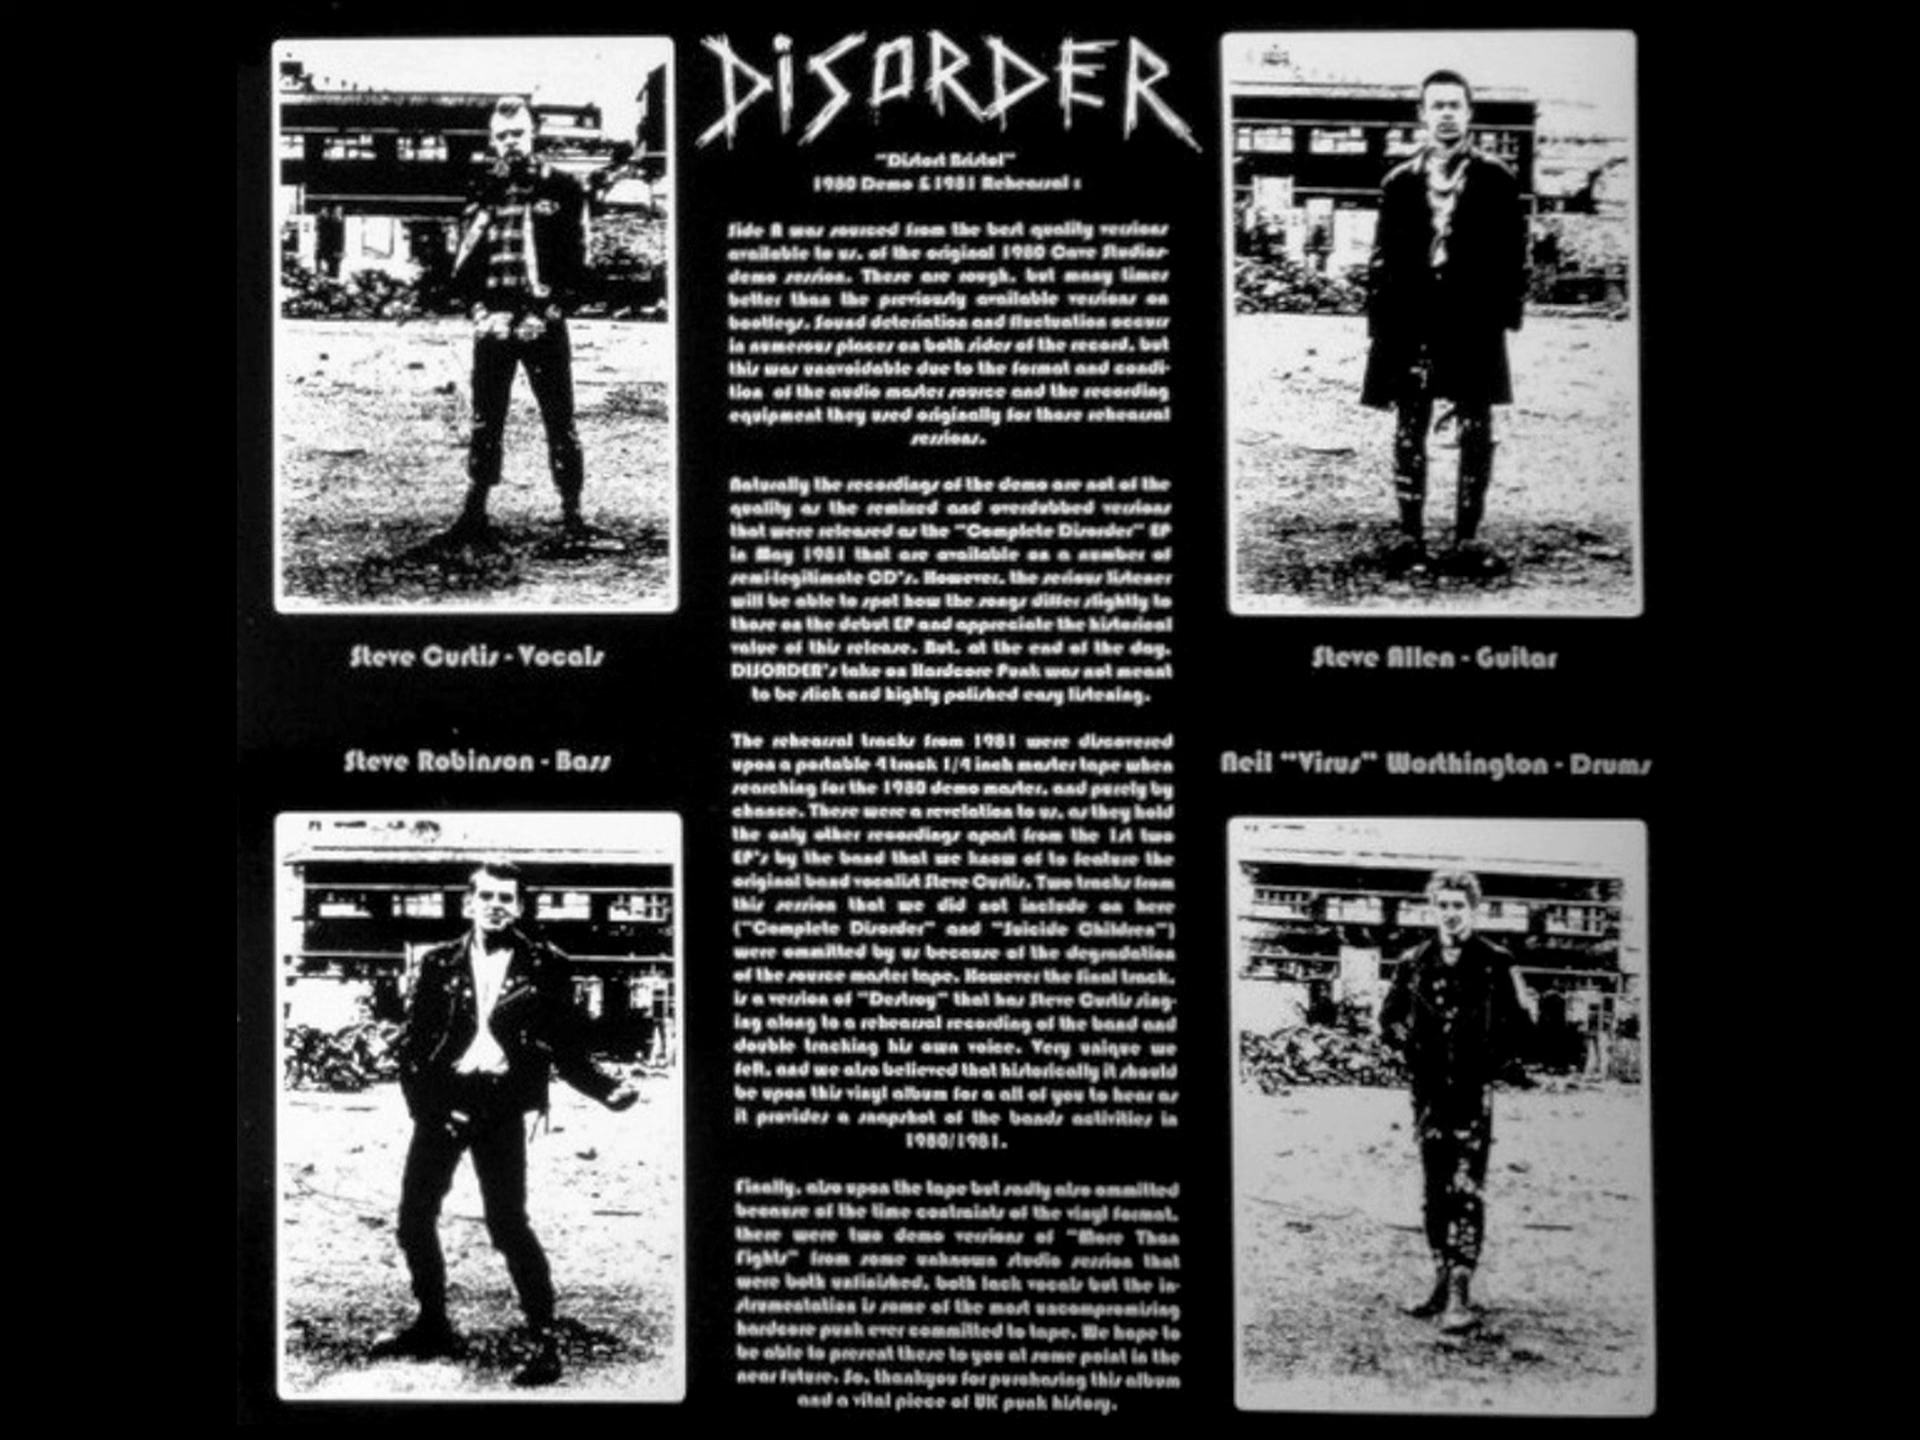 DISORDER
"Distort Bristol"
1980 Demo & 1981 Rehearsal :
Side A was sourced from the best quality versions
available to us, of the original 1980 Cave Studios-
demo session. These are rough, but many times
better than the previously available versions on
bootlegs. Sound deteriation and fluctuation occurs
in numerous places on both sides of the record, but
this was unavoidable due to the format and condi-
tion of the audio master source and the recording
equipment they used originally for those rehearsal
sessions.
Naturally the recordings of the demo are not of the
quality as the remixed and overdubbed versions
that were released as the "Complete Disorder" EP
in May 1981 that are available on a number of
semi-legitimate CD's. However, the serious listener
will be able to spot how the songs differ slightly to
those on the debut EP and appreciate the historical
value of this release. But, at the end of the day,
DISORDER's take on Hardcore Punk was not meant
to be slick and highly polished easy listening.
The rehearsal tracks from 1981 were discovered
upon a portable 4 track 1/4 inch master tape when
searching for the 1980 demo master, and purely by
chance. These were a revelation to us, as they hold
the only other recordings apart from the 1st two
EP's by the band that we know of to feature the
original band vocalist Steve Curtis. Two tracks from
this session that we did not include on here
("Complete Disorder" and "Suicide Children")
were ommitted by us because of the degradation
of the source master tape. However the final track,
is a version of "Destroy" that has Steve Curtis sing-
ing along to a rehearsal recording of the band and
double tracking his own voice. Very unique we
felt, and we also believed that historically it should
be upon this vinyl album for a all of you to hear as
it provides a snapshot of the bands activities in
1980/1981.
Finally, also upon the tape but sadly also ommitted
because of the time contraints of the vinyl format,
there were two demo versions of "More Than
Fights" from some unknown studio session that
were both unfinished, both lack vocals but the in-
strumentation is some of the most uncompromising
hardcore punk ever committed to tape. We hope to
be able to present these to you at some point in the
near future. So, thankyou for purchasing this album
and a vital piece of UK punk history.
Steve Curtis - Vocals
Steve Allen - Guitar
Steve Robinson - Bass
Neil "Virus" Worthington - Drums